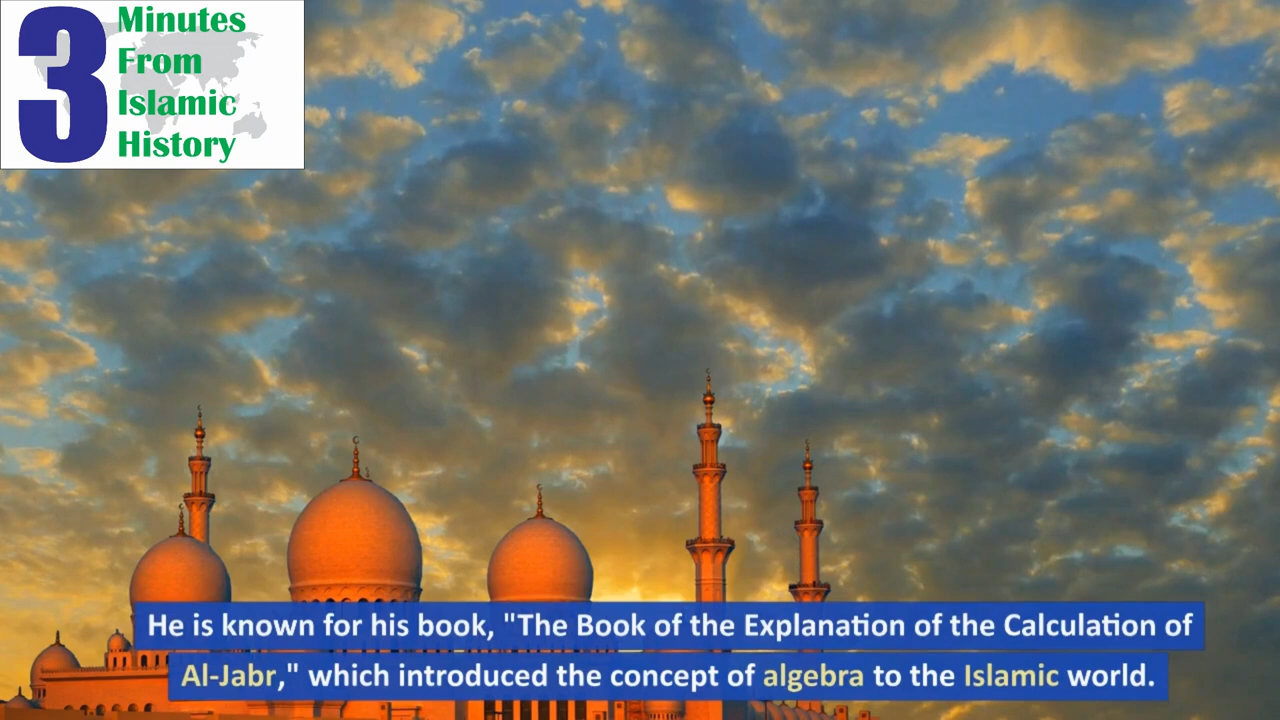 3
Minutes
From
Islamic
History
He is known for his book, "The Book of the Explanation of the Calculation of
Al-Jabr," which introduced the concept of algebra to the Islamic world.